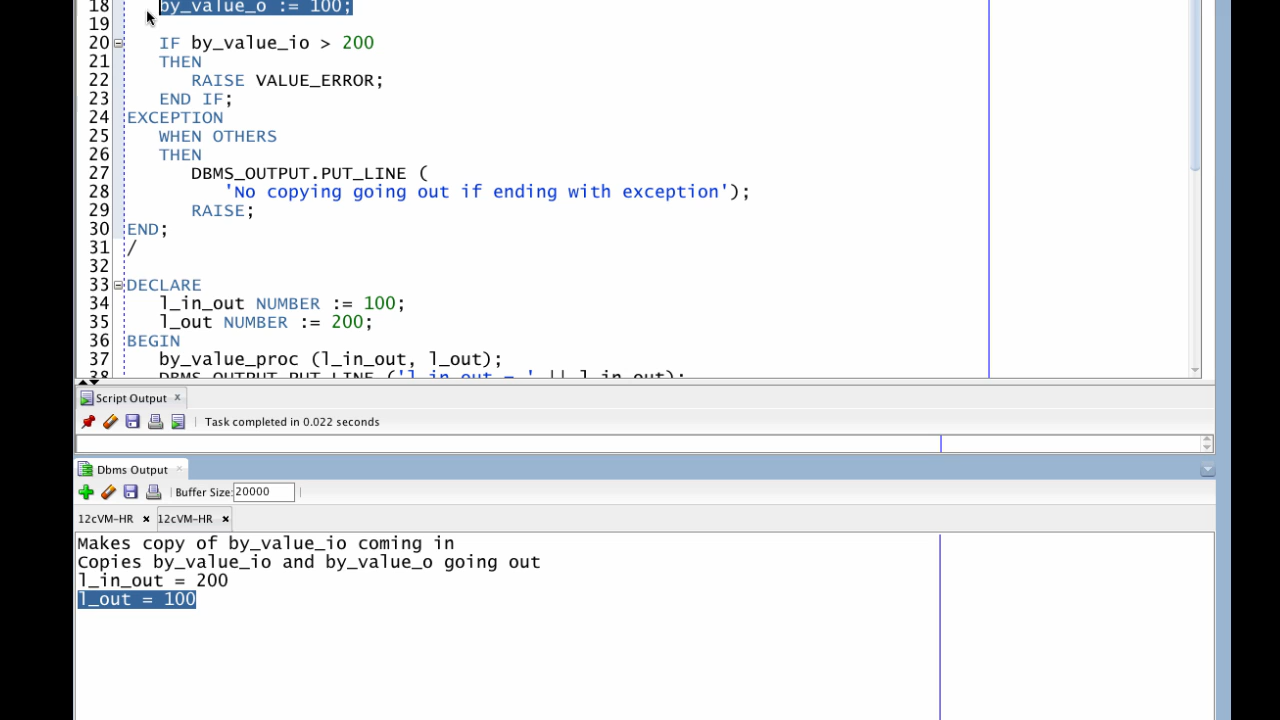 18 by_value_o := 100;
19
20 IF by_value_io > 200
21 THEN
22 RAISE VALUE_ERROR;
23 END IF;
24 EXCEPTION
25 WHEN OTHERS
26 THEN
27 DBMS_OUTPUT.PUT_LINE (
28 'No copying going out if ending with exception');
29 RAISE;
30 END;
31 /
32
33 DECLARE
34 l_in_out NUMBER := 100;
35 l_out NUMBER := 200;
36 BEGIN
37 by_value_proc (l_in_out, l_out);
38 DBMS_OUTPUT.PUT_LINE ('l_in_out = ' || l_in_out);
Script Output x
Task completed in 0.022 seconds
Dbms Output x
Buffer Size: 20000
12cVM-HR x 12cVM-HR x
Makes copy of by_value_io coming in
Copies by_value_io and by_value_o going out
l_in_out = 200
l_out = 100